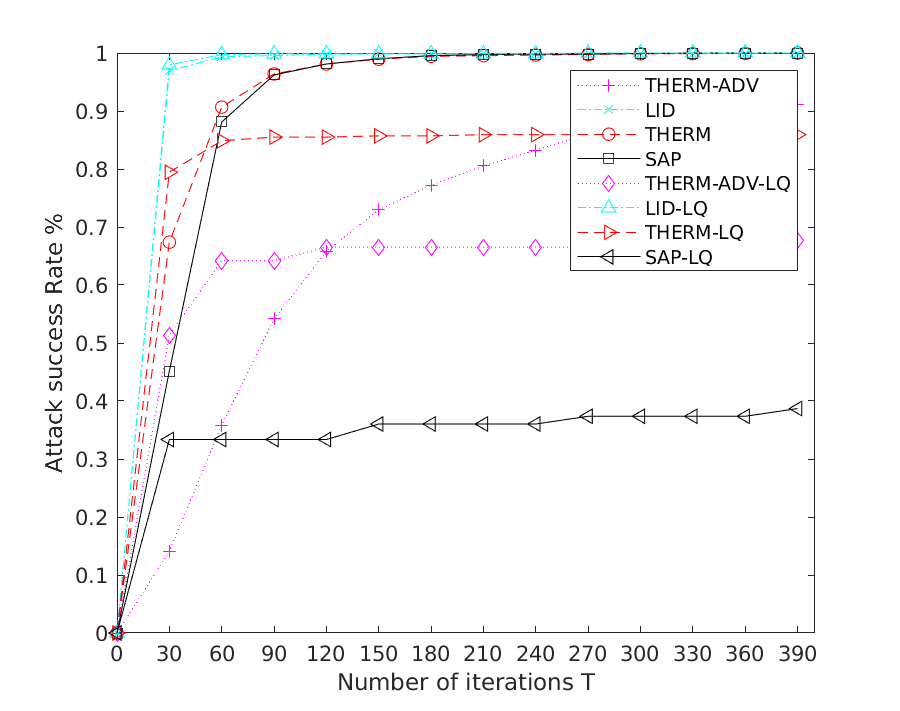 1
0.9
0.8
0.7
0.6
0.5
0.4
0.3
0.2
0.1
0
Attack success Rate %
THERM-ADV
LID
THERM
SAP
THERM-ADV-LQ
LID-LQ
THERM-LQ
SAP-LQ
0 30 60 90 120 150 180 210 240 270 300 330 360 390
Number of iterations T